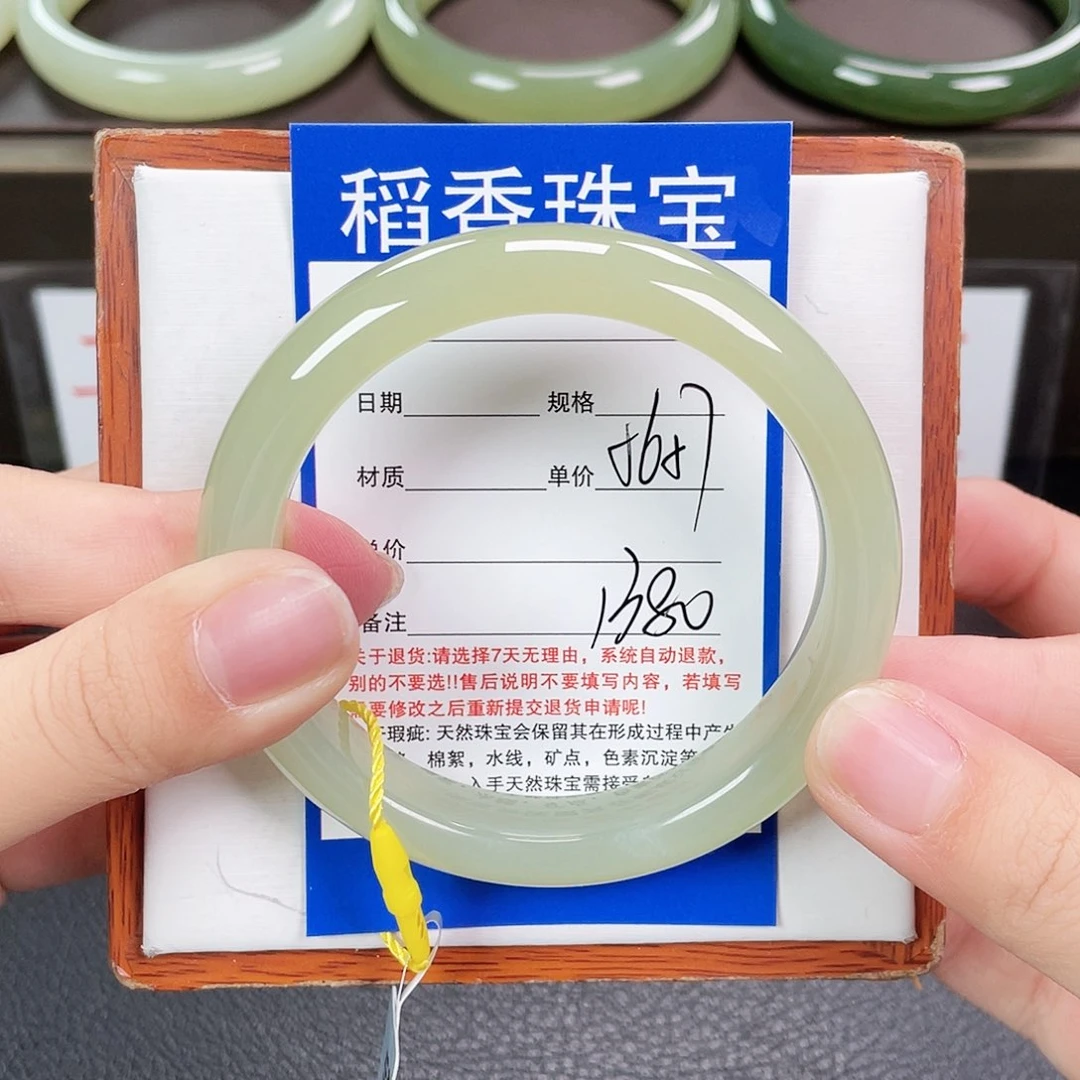 稻香珠宝
日期 规格
材质 单价
价
备注
1380
关于退货:请选择7天无理由，系统自动退款，
别的不要选!!售后说明不要填写内容，若填写
要修改之后重新提交退货申请呢!
瑕疵: 天然珠宝会保留其在形成过程中产生
棉絮，水线，矿点，色素沉淀等
入手天然珠宝需接受